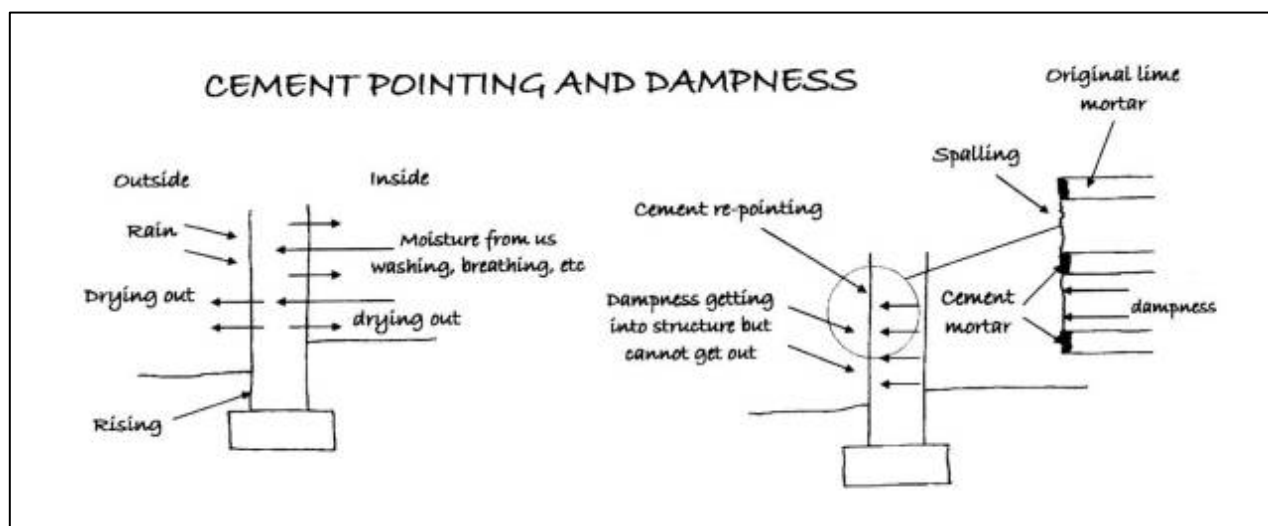 CEMENT POINTING AND DAMPNESS
Outside
Inside
Rain
Moisture from us
washing, breathing, etc
Drying out
drying out
Rising
Original lime
mortar
Spalling
Cement re-pointing
Dampness getting
into structure but
cannot get out
Cement
mortar
dampness